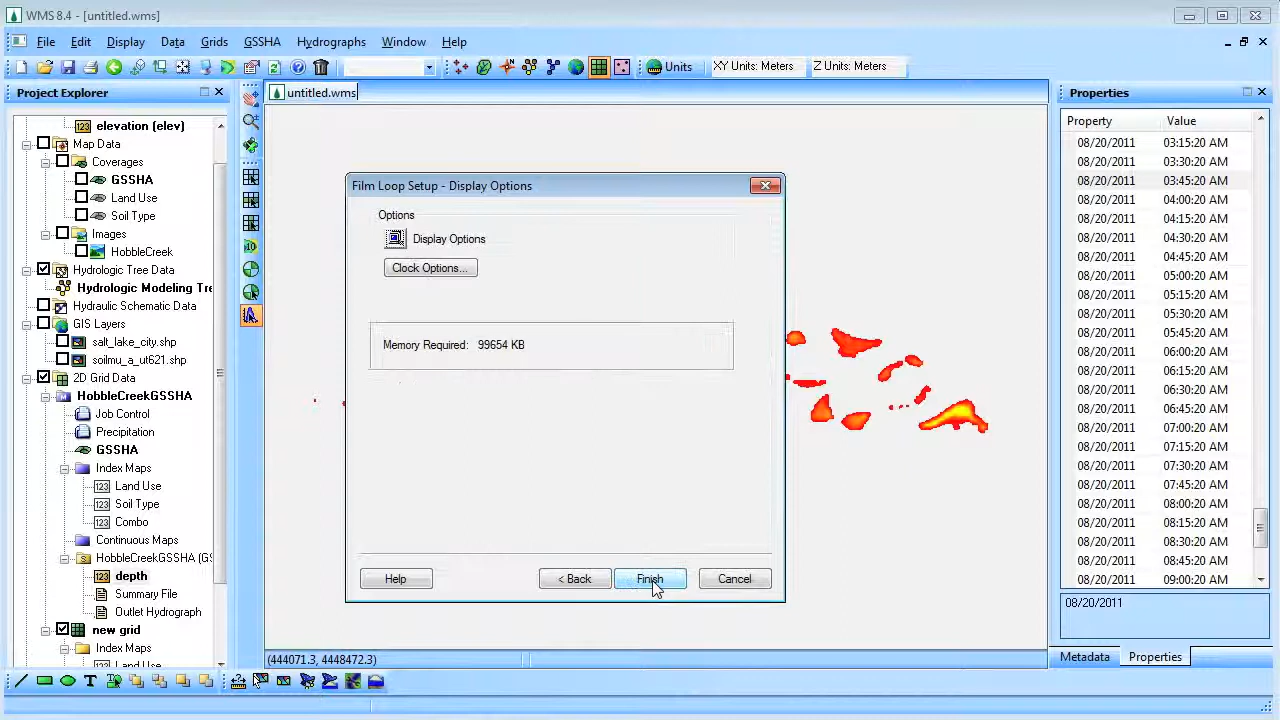 WMS 8.4 - [untitled.wms]
File Edit Display Data Grids GSSHA Hydrographs Window Help
Units XY Units: Meters Z Units: Meters
Project Explorer
untitled.wms
Properties
elevation (elev)
Map Data
Coverages
GSSHA
Land Use
Soil Type
Images
HobbleCreek
Hydrologic Tree Data
Hydrologic Modeling Tre
Hydraulic Schematic Data
GIS Layers
salt_lake_city.shp
soilmu_a_ut621.shp
2D Grid Data
HobbleCreekGSSHA
Job Control
Precipitation
GSSHA
Index Maps
Land Use
Soil Type
Combo
Continuous Maps
HobbleCreekGSSHA (GS
depth
Summary File
Outlet Hydrograph
new grid
Index Maps
Land Use
Film Loop Setup - Display Options
Options
Display Options
Clock Options...
Memory Required: 99654 KB
Help < Back Finish Cancel
Property Value
08/20/2011 03:15:20 AM
08/20/2011 03:30:20 AM
08/20/2011 03:45:20 AM
08/20/2011 04:00:20 AM
08/20/2011 04:15:20 AM
08/20/2011 04:30:20 AM
08/20/2011 04:45:20 AM
08/20/2011 05:00:20 AM
08/20/2011 05:15:20 AM
08/20/2011 05:30:20 AM
08/20/2011 05:45:20 AM
08/20/2011 06:00:20 AM
08/20/2011 06:15:20 AM
08/20/2011 06:30:20 AM
08/20/2011 06:45:20 AM
08/20/2011 07:00:20 AM
08/20/2011 07:15:20 AM
08/20/2011 07:30:20 AM
08/20/2011 07:45:20 AM
08/20/2011 08:00:20 AM
08/20/2011 08:15:20 AM
08/20/2011 08:30:20 AM
08/20/2011 08:45:20 AM
08/20/2011 09:00:20 AM
08/20/2011
Metadata Properties
(444071.3, 4448472.3)